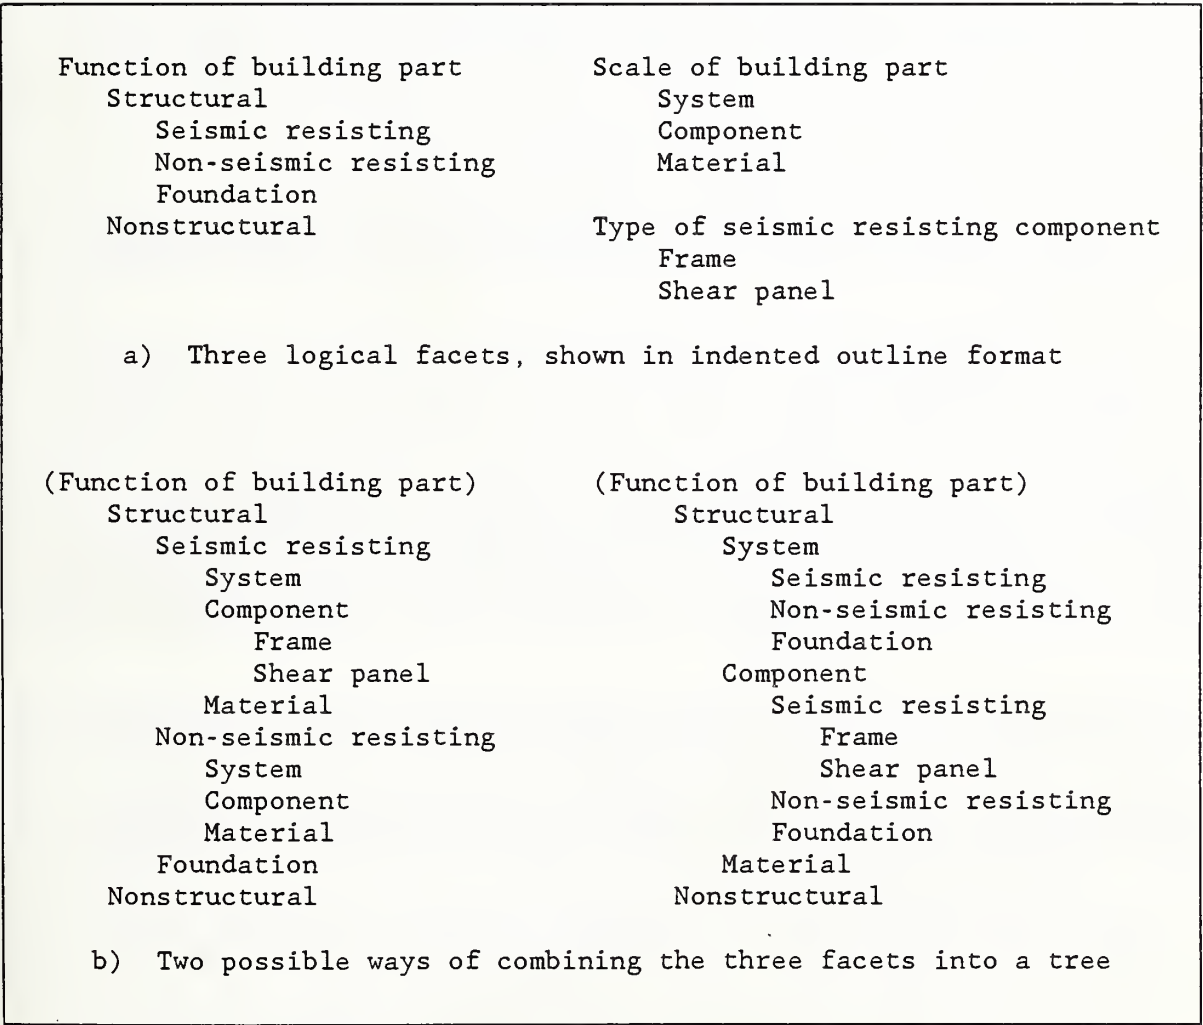 Function of building part
Structural
Seismic resisting
Non-seismic resisting
Foundation
Nonstructural
Scale of building part
System
Component
Material
Type of seismic resisting component
Frame
Shear panel
a) Three logical facets, shown in indented outline format
(Function of building part)
Structural
Seismic resisting
System
Component
Frame
Shear panel
Material
Non-seismic resisting
System
Component
Material
Foundation
Nonstructural
(Function of building part)
Structural
System
Seismic resisting
Non-seismic resisting
Foundation
Component
Seismic resisting
Frame
Shear panel
Non-seismic resisting
Foundation
Material
Nonstructural
b) Two possible ways of combining the three facets into a tree